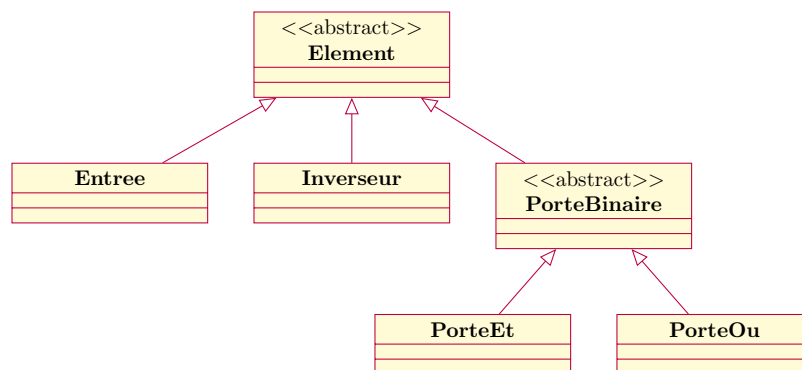 <<abstract>>
Element
Entree
Inverseur
<<abstract>>
PorteBinaire
PorteEt
PorteOu